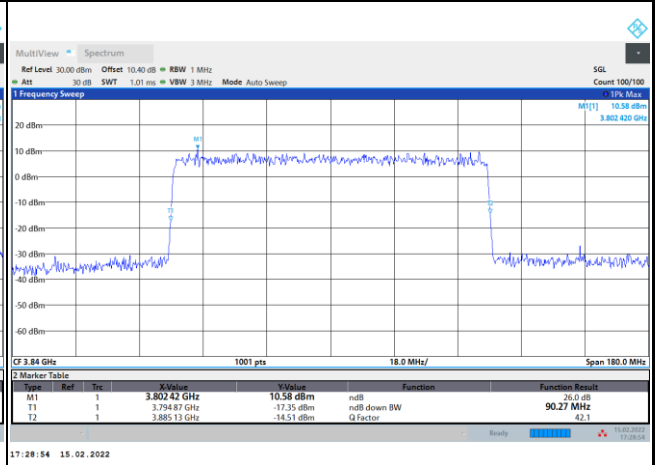 MultiView Spectrum
Ref Level 30.00 dBm Offset 10.40 dB RBW 1 MHz SGL
Att 30 dB SWT 1.01 ms VBW 3 MHz Mode Auto Sweep Count 100/100
1 Frequency Sweep 1Pk Max
M1[1] 10.58 dBm
3.802 420 GHz
20 dBm
M1
10 dBm
0 dBm
-10 dBm
T1
-20 dBm
-30 dBm
-40 dBm
-50 dBm
-60 dBm
CF 3.84 GHz 1001 pts 18.0 MHz/ Span 180.0 MHz
2 Marker Table
Type Ref Trc X-Value Y-Value Function Function Result
M1 1 3.802 42 GHz 10.58 dBm ndB 26.0 dB
T1 1 3.794 87 GHz -17.35 dBm ndB down BW 90.27 MHz
T2 1 3.885 13 GHz -14.51 dBm Q Factor 42.1
Ready 15.02.2022
17:28:54
17:28:54 15.02.2022